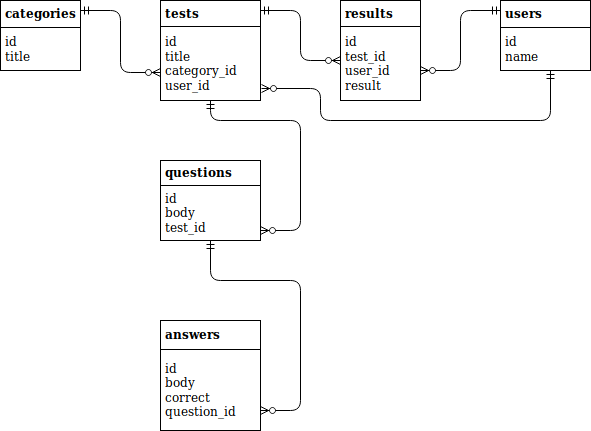 categories
id
title
tests
id
title
category_id
user_id
results
id
test_id
user_id
result
users
id
name
questions
id
body
test_id
answers
id
body
correct
question_id